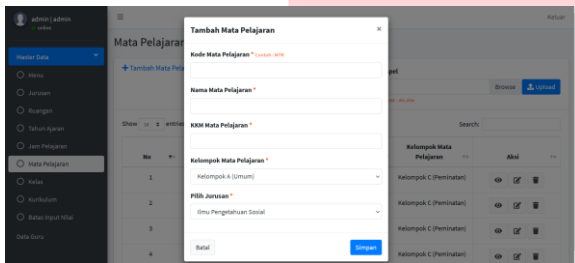 admin | admin
online
Keluar
Master Data
Menu
Jurusan
Ruangan
Tahun Ajaran
Jam Pelajaran
Mata Pelajaran
Kelas
Kurikulum
Batas Input Nilai
Data Guru
Mata Pelajaran
+Tambah Mata Pela
Browse
Upload
Show
entries
Search:
No
Kelompok Mata
Pelajaran
Aksi
1
Kelompok C (Peminatan)
2
Kelompok C (Peminatan)
3
Kelompok C (Peminatan)
4
Kelompok C (Peminatan)
Tambah Mata Pelajaran
×
Kode Mata Pelajaran * Contoh : MTK
Nama Mata Pelajaran *
KKM Mata Pelajaran *
Kelompok Mata Pelajaran *
Kelompok A (Umum)
Pilih Jurusan *
Ilmu Pengetahuan Sosial
Batal
Simpan